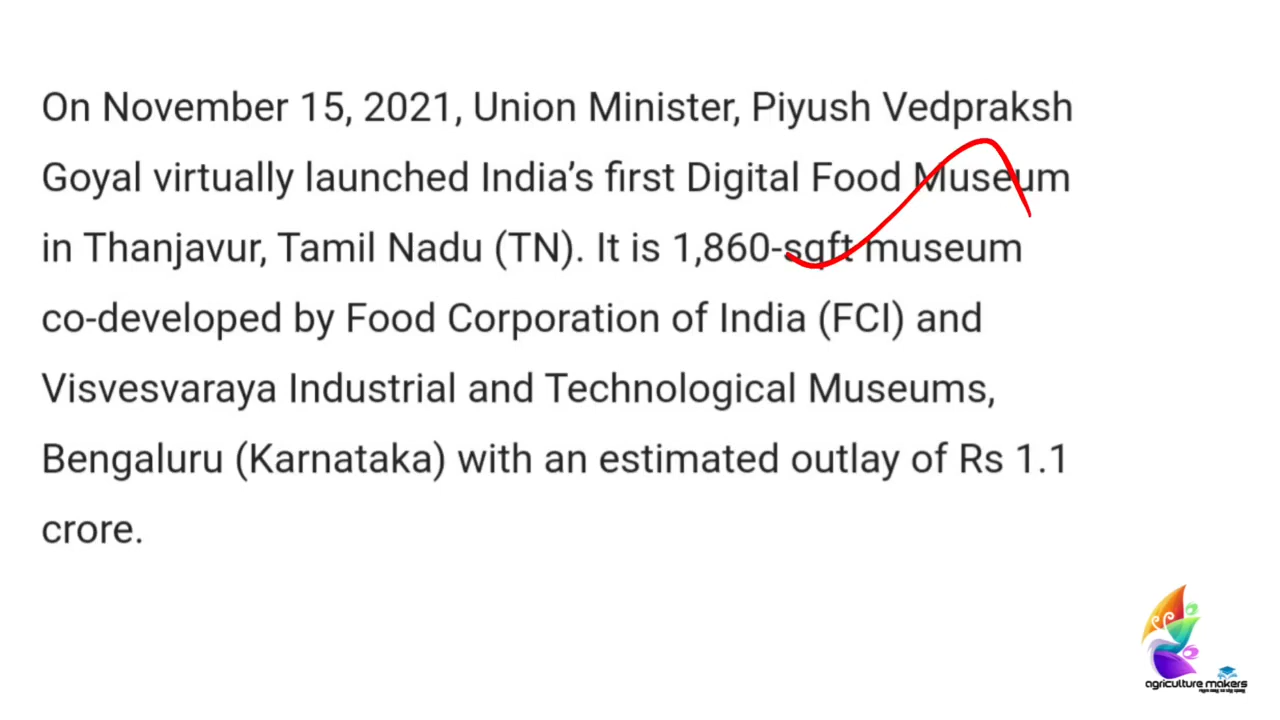 On November 15, 2021, Union Minister, Piyush Vedpraksh
Goyal virtually launched India’s first Digital Food Museum
in Thanjavur, Tamil Nadu (TN). It is 1,860-sqft museum
co-developed by Food Corporation of India (FCI) and
Visvesvaraya Industrial and Technological Museums,
Bengaluru (Karnataka) with an estimated outlay of Rs 1.1
crore.
agriculture makers